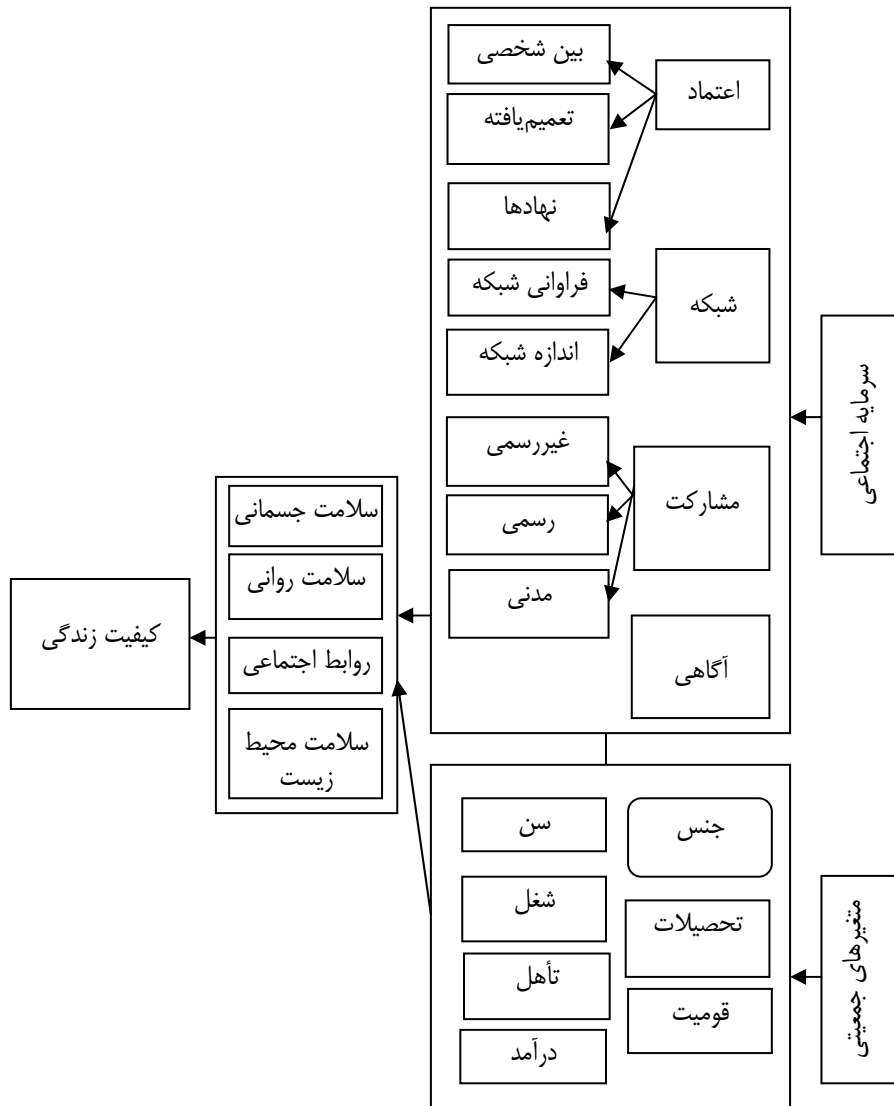 سرمایه اجتماعی
اعتماد
بین شخصی
تعمیم‌یافته
نهادها
شبکه
فراوانی شبکه
اندازه شبکه
مشارکت
غیررسمی
رسمی
مدنی
آگاهی
متغیرهای جمعیتی
جنس
سن
تحصیلات
شغل
قومیت
تأهل
درآمد
سلامت جسمانی
سلامت روانی
روابط اجتماعی
سلامت محیط
زیست
کیفیت زندگی